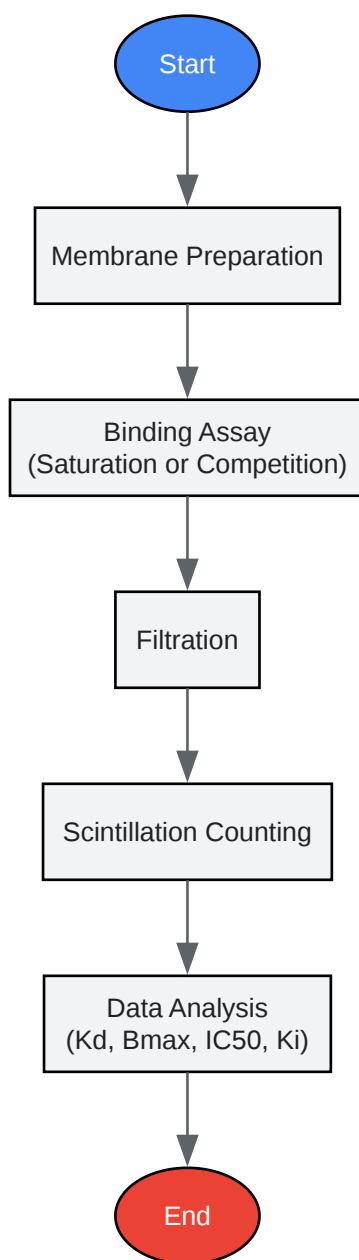 Start
Membrane Preparation
Binding Assay
(Saturation or Competition)
Filtration
Scintillation Counting
Data Analysis
(Kd, Bmax, IC50, Ki)
End